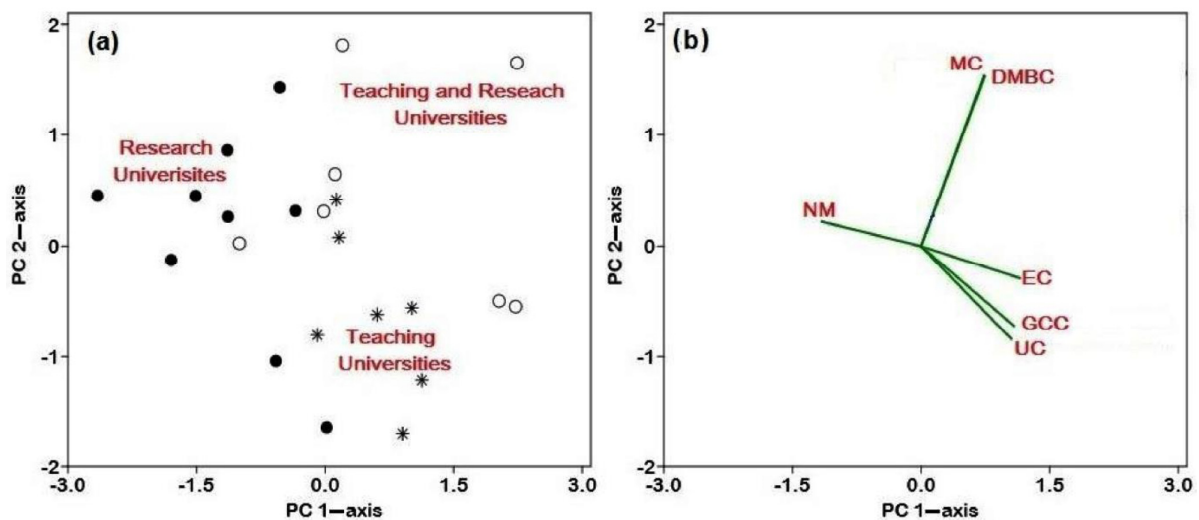 (a)
Teaching and Reseach
Universities
Research
Univerisites
Teaching
Universities
2
1
0
-1
-2
-3.0 -1.5 0.0 1.5 3.0
PC 1–axis
PC 2–axis
(b)
MC
DMBC
NM
EC
GCC
UC
2
1
0
-1
-2
-3.0 -1.5 0.0 1.5 3.0
PC 1–axis
PC 2–axis